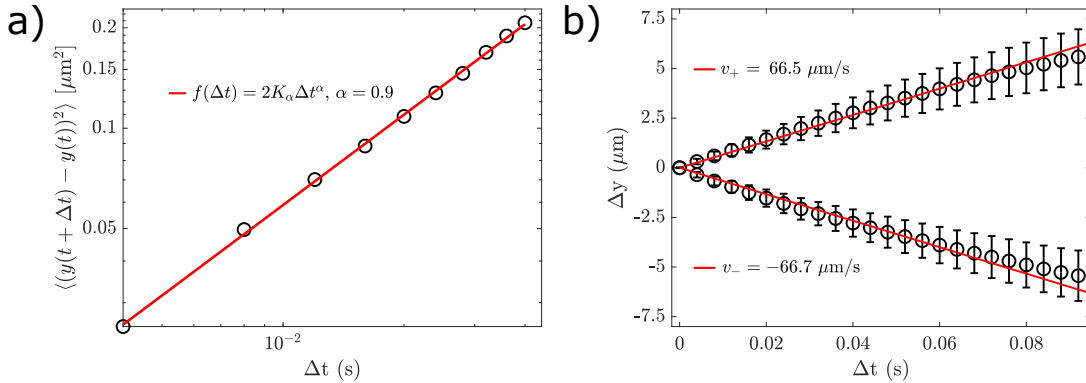 a)
⟨(y(t + Δt) − y(t))²⟩ [μm²]
0.2
0.15
0.1
0.05
f(Δt) = 2K_αΔt^α, α = 0.9
10⁻²
Δt (s)
b)
Δy (μm)
7.5
5
2.5
0
-2.5
-5
-7.5
v₊ = 66.5 μm/s
v₋ = −66.7 μm/s
0 0.02 0.04 0.06 0.08
Δt (s)